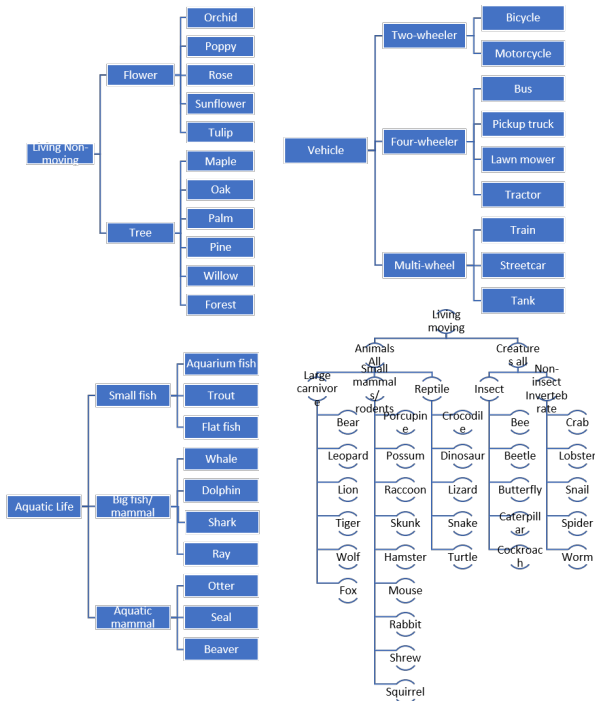 Living Non-
moving
Flower
Orchid
Poppy
Rose
Sunflower
Tulip
Tree
Maple
Oak
Palm
Pine
Willow
Forest
Vehicle
Two-wheeler
Bicycle
Motorcycle
Four-wheeler
Bus
Pickup truck
Lawn mower
Tractor
Multi-wheel
Train
Streetcar
Tank
Aquatic Life
Small fish
Aquarium fish
Trout
Flat fish
Big fish/
mammal
Whale
Dolphin
Shark
Ray
Aquatic
mammal
Otter
Seal
Beaver
Living
moving
Animals
All
Large
carnivor
e
Bear
Leopard
Lion
Tiger
Wolf
Fox
Small
mammal
s/
rodents
Porcupin
e
Possum
Raccoon
Skunk
Hamster
Mouse
Rabbit
Shrew
Squirrel
Reptile
Crocodil
e
Dinosaur
Lizard
Snake
Turtle
Creature
s all
Insect
Bee
Beetle
Butterfly
Caterpill
ar
Cockroac
h
Non-
insect
Inverteb
rate
Crab
Lobster
Snail
Spider
Worm